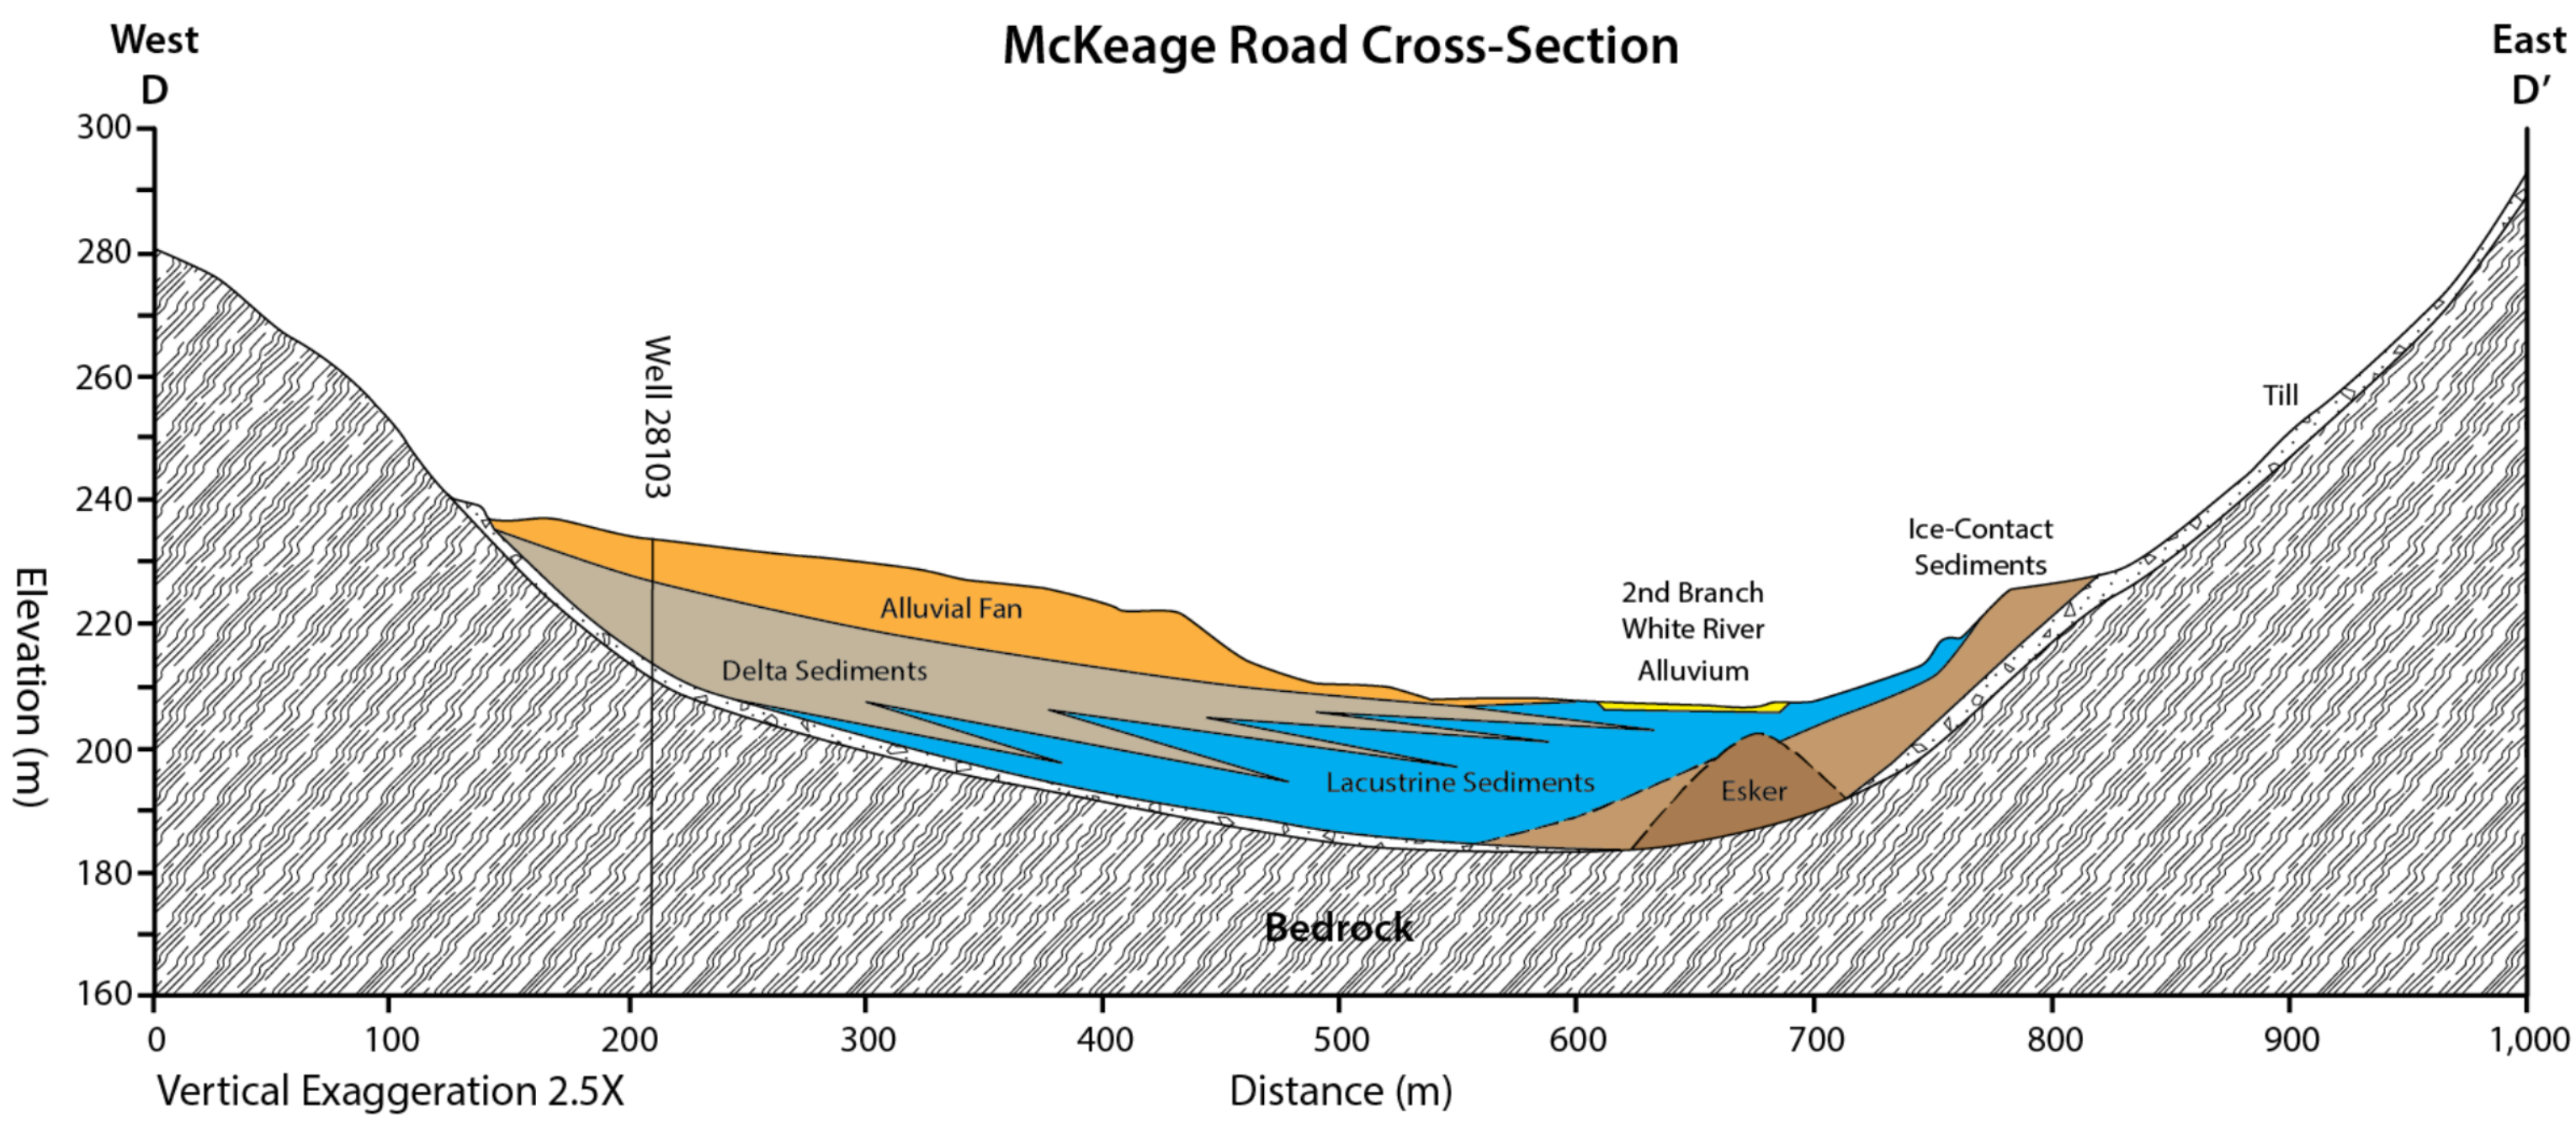 McKeage Road Cross-Section
West
D
East
D’
300
280
260
240
220
200
180
160
Elevation (m)
Well 28103
Till
Ice-Contact
Sediments
2nd Branch
White River
Alluvium
Alluvial Fan
Delta Sediments
Lacustrine Sediments
Esker
Bedrock
0 100 200 300 400 500 600 700 800 900 1,000
Vertical Exaggeration 2.5X
Distance (m)